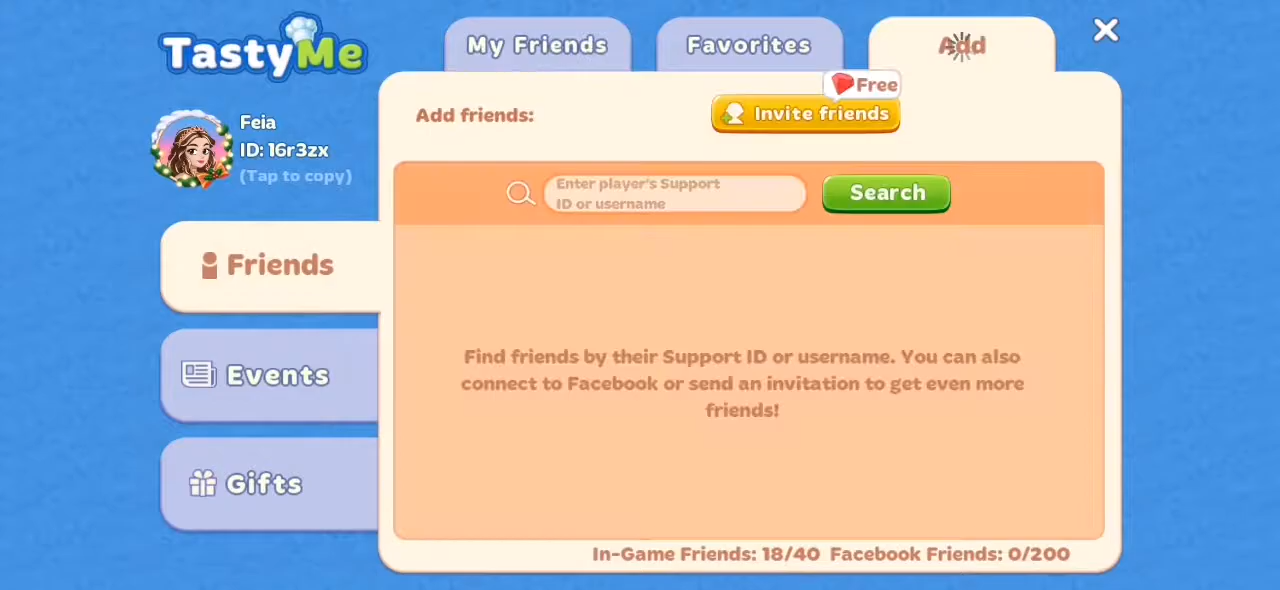 TastyMe
My Friends
Favorites
Add
Feia
ID: 16r3zx
(Tap to copy)
Friends
Events
Gifts
Add friends:
Free
Invite friends
Enter player's Support
ID or username
Search
Find friends by their Support ID or username. You can also
connect to Facebook or send an invitation to get even more
friends!
In-Game Friends: 18/40 Facebook Friends: 0/200